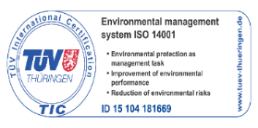 TÜV International Certification
TÜV
THÜRINGEN
TIC
Environmental management
system ISO 14001
• Environmental protection as
management task
• Improvement of environmental
performance
• Reduction of environmental risks
ID 15 104 181669
www.tuev-thueringen.de